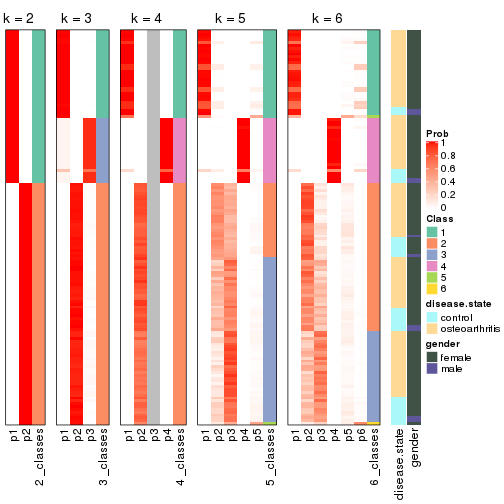 k = 2 k = 3 k = 4 k = 5 k = 6
Prob
1
0.8
0.6
0.4
0.2
0
Class
1
2
3
4
5
6
disease.state
control
osteoarthritis
gender
female
male
p1 p2 2_classes p1 p2 p3 3_classes p1 p2 p3 p4 4_classes p1 p2 p3 p4 p5 5_classes p1 p2 p3 p4 p5 p6 6_classes disease.state gender